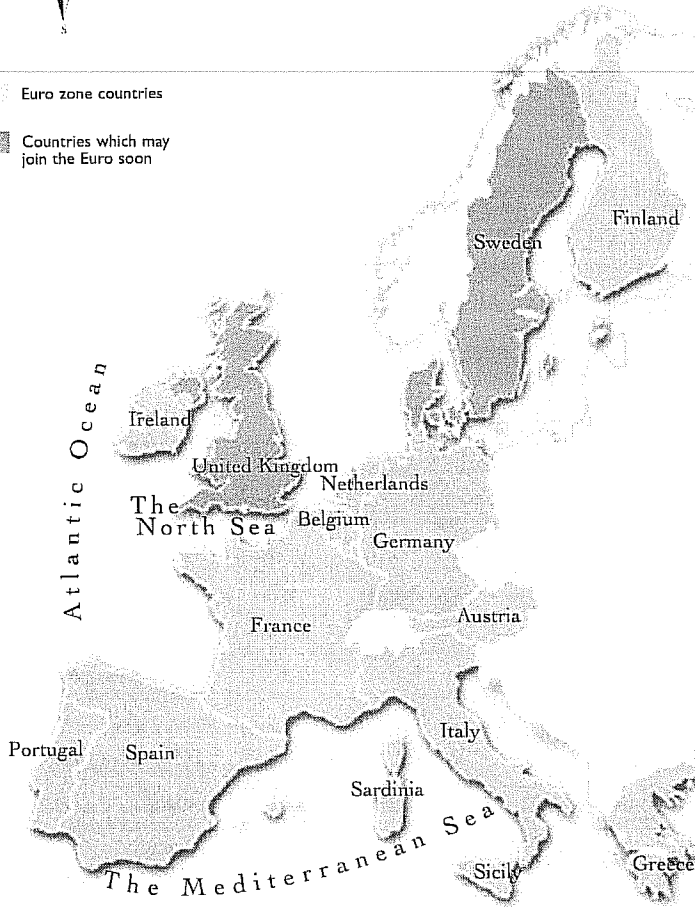 S
Euro zone countries
Countries which may
join the Euro soon
Finland
Sweden
Atlantic Ocean
Ireland
United Kingdom
Netherlands
The
North Sea
Belgium
Germany
France
Austria
Portugal
Spain
Italy
Sardinia
The Mediterranean Sea
Sicily
Greece